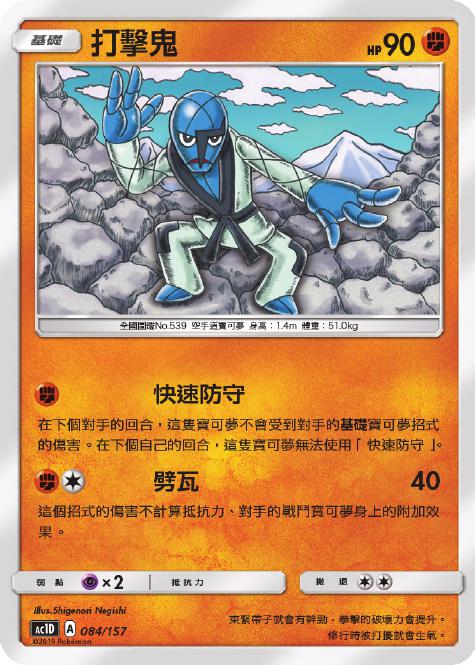 基礎 打擊鬼 HP90
全國圖鑑No.539 空手道寶可夢 身高：1.4m 體重：51.0kg
快速防守
在下個對手的回合，這隻寶可夢不會受到對手的基礎寶可夢招式
的傷害。在下個自己的回合，這隻寶可夢無法使用「快速防守」。
劈瓦 40
這個招式的傷害不計算抵抗力、對手的戰鬥寶可夢身上的附加效
果。
弱點 ×2 抵抗力 撤退
Illus.Shigenori Negishi
AC1D A 084/157
©2019 Pokémon
束緊帶子就會有幹勁，拳擊的破壞力會提升。
修行時被打擾就會生氣。